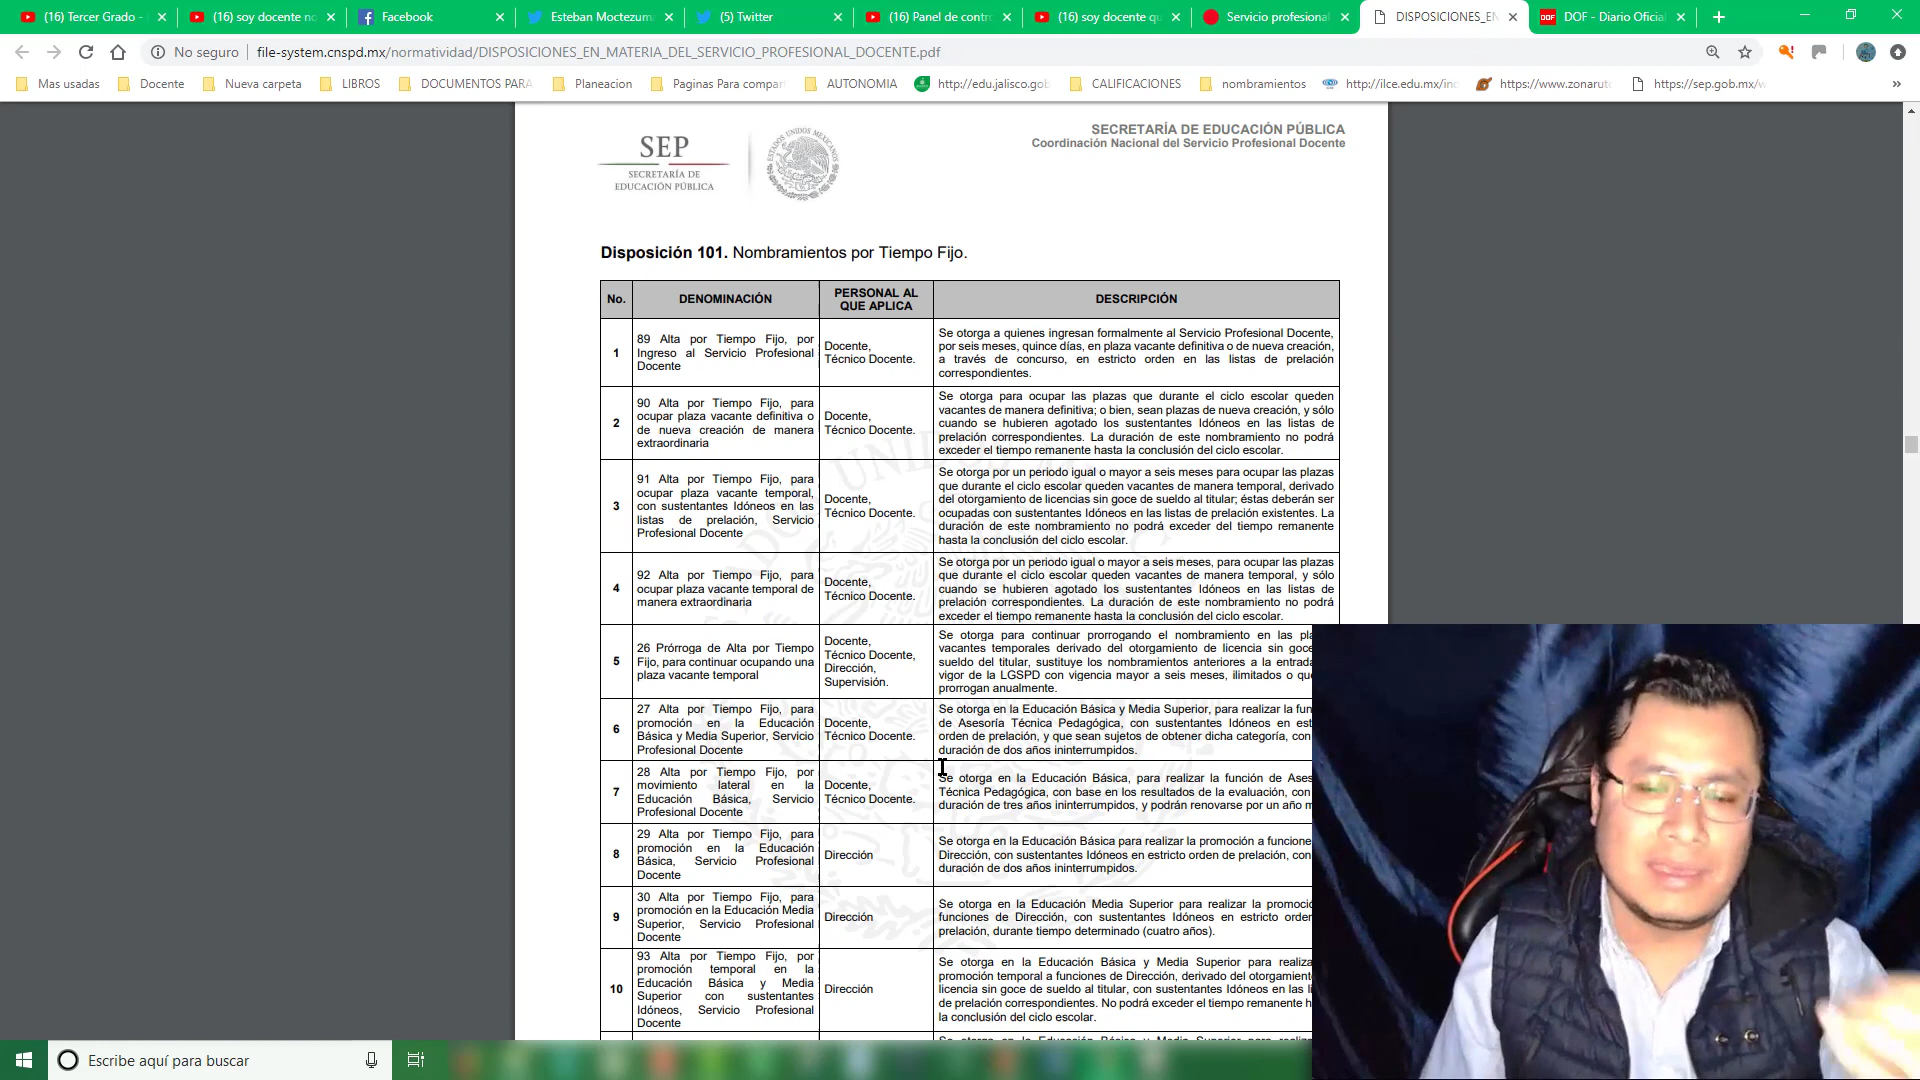 (16) Tercer Grado -
(16) soy docente no
Facebook
Esteban Moctezum
(5) Twitter
(16) Panel de contr
(16) soy docente qu
Servicio profesional
DISPOSICIONES_EN
DOF - Diario Oficial
No seguro
file-system.cnspd.mx/normatividad/DISPOSICIONES_EN_MATERIA_DEL_SERVICIO_PROFESIONAL_DOCENTE.pdf
Mas usadas
Docente
Nueva carpeta
LIBROS
DOCUMENTOS PARA
Planeacion
Paginas Para compar
AUTONOMIA
http://edu.jalisco.gob
CALIFICACIONES
nombramientos
http://ilce.edu.mx/in
https://www.zonarut
https://sep.gob.mx/w
SEP
SECRETARÍA DE
EDUCACIÓN PÚBLICA
ESTADOS UNIDOS MEXICANOS
SECRETARÍA DE EDUCACIÓN PÚBLICA
Coordinación Nacional del Servicio Profesional Docente
Disposición 101. Nombramientos por Tiempo Fijo.
No.
DENOMINACIÓN
PERSONAL AL
QUE APLICA
DESCRIPCIÓN
1
89 Alta por Tiempo Fijo, por
Ingreso al Servicio Profesional
Docente
Docente,
Técnico Docente.
Se otorga a quienes ingresan formalmente al Servicio Profesional Docente,
por seis meses, quince días, en plaza vacante definitiva o de nueva creación,
a través de concurso, en estricto orden en las listas de prelación
correspondientes.
2
90 Alta por Tiempo Fijo, para
ocupar plaza vacante definitiva o
de nueva creación de manera
extraordinaria
Docente,
Técnico Docente.
Se otorga para ocupar las plazas que durante el ciclo escolar queden
vacantes de manera definitiva; o bien, sean plazas de nueva creación, y sólo
cuando se hubieren agotado los sustentantes Idóneos en las listas de
prelación correspondientes. La duración de este nombramiento no podrá
exceder el tiempo remanente hasta la conclusión del ciclo escolar.
3
91 Alta por Tiempo Fijo, para
ocupar plaza vacante temporal,
con sustentantes Idóneos en las
listas de prelación, Servicio
Profesional Docente
Docente,
Técnico Docente.
Se otorga por un periodo igual o mayor a seis meses para ocupar las plazas
que durante el ciclo escolar queden vacantes de manera temporal, derivado
del otorgamiento de licencias sin goce de sueldo al titular; éstas deberán ser
ocupadas con sustentantes Idóneos en las listas de prelación existentes. La
duración de este nombramiento no podrá exceder del tiempo remanente
hasta la conclusión del ciclo escolar.
4
92 Alta por Tiempo Fijo, para
ocupar plaza vacante temporal de
manera extraordinaria
Docente,
Técnico Docente.
Se otorga por un periodo igual o mayor a seis meses, para ocupar las plazas
que durante el ciclo escolar queden vacantes de manera temporal, y sólo
cuando se hubieren agotado los sustentantes Idóneos en las listas de
prelación correspondientes. La duración de este nombramiento no podrá
exceder el tiempo remanente hasta la conclusión del ciclo escolar.
5
26 Prórroga de Alta por Tiempo
Fijo, para continuar ocupando una
plaza vacante temporal
Docente,
Técnico Docente,
Dirección,
Supervisión.
Se otorga para continuar prorrogando el nombramiento en las pla
vacantes temporales derivado del otorgamiento de licencia sin goce
sueldo del titular, sustituye los nombramientos anteriores a la entrada
vigor de la LGSPD con vigencia mayor a seis meses, ilimitados o qu
prorrogan anualmente.
6
27 Alta por Tiempo Fijo, para
promoción en la Educación
Básica y Media Superior, Servicio
Profesional Docente
Docente,
Técnico Docente.
Se otorga en la Educación Básica y Media Superior, para realizar la fun
de Asesoría Técnica Pedagógica, con sustentantes Idóneos en est
orden de prelación, y que sean sujetos de obtener dicha categoría, con
duración de dos años ininterrumpidos.
7
28 Alta por Tiempo Fijo, por
movimiento lateral en la
Educación Básica, Servicio
Profesional Docente
Docente,
Técnico Docente.
Se otorga en la Educación Básica, para realizar la función de Ases
Técnica Pedagógica, con base en los resultados de la evaluación, con
duración de tres años ininterrumpidos, y podrán renovarse por un año m
8
29 Alta por Tiempo Fijo, para
promoción en la Educación
Básica, Servicio Profesional
Docente
Dirección
Se otorga en la Educación Básica para realizar la promoción a funcione
Dirección, con sustentantes Idóneos en estricto orden de prelación, con
duración de dos años ininterrumpidos.
9
30 Alta por Tiempo Fijo, para
promoción en la Educación Media
Superior, Servicio Profesional
Docente
Dirección
Se otorga en la Educación Media Superior para realizar la promoció
funciones de Dirección, con sustentantes Idóneos en estricto orden
prelación, durante tiempo determinado (cuatro años).
10
93 Alta por Tiempo Fijo, por
promoción temporal en la
Educación Básica y Media
Superior con sustentantes
Idóneos, Servicio Profesional
Docente
Dirección
Se otorga en la Educación Básica y Media Superior para realiza
promoción temporal a funciones de Dirección, derivado del otorgamient
licencia sin goce de sueldo al titular, con sustentantes Idóneos en las li
de prelación correspondientes. No podrá exceder el tiempo remanente h
la conclusión del ciclo escolar.
Escribe aquí para buscar